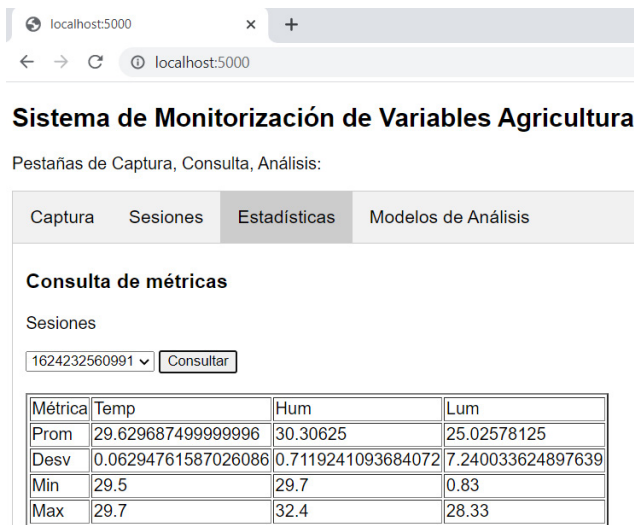 localhost:5000
localhost:5000
Sistema de Monitorización de Variables Agricultura
Pestañas de Captura, Consulta, Análisis:
Captura Sesiones Estadísticas Modelos de Análisis
Consulta de métricas
Sesiones
1624232560991 Consultar
Métrica Temp Hum Lum
Prom 29.629687499999996 30.30625 25.02578125
Desv 0.06294761587026086 0.7119241093684072 7.240033624897639
Min 29.5 29.7 0.83
Max 29.7 32.4 28.33